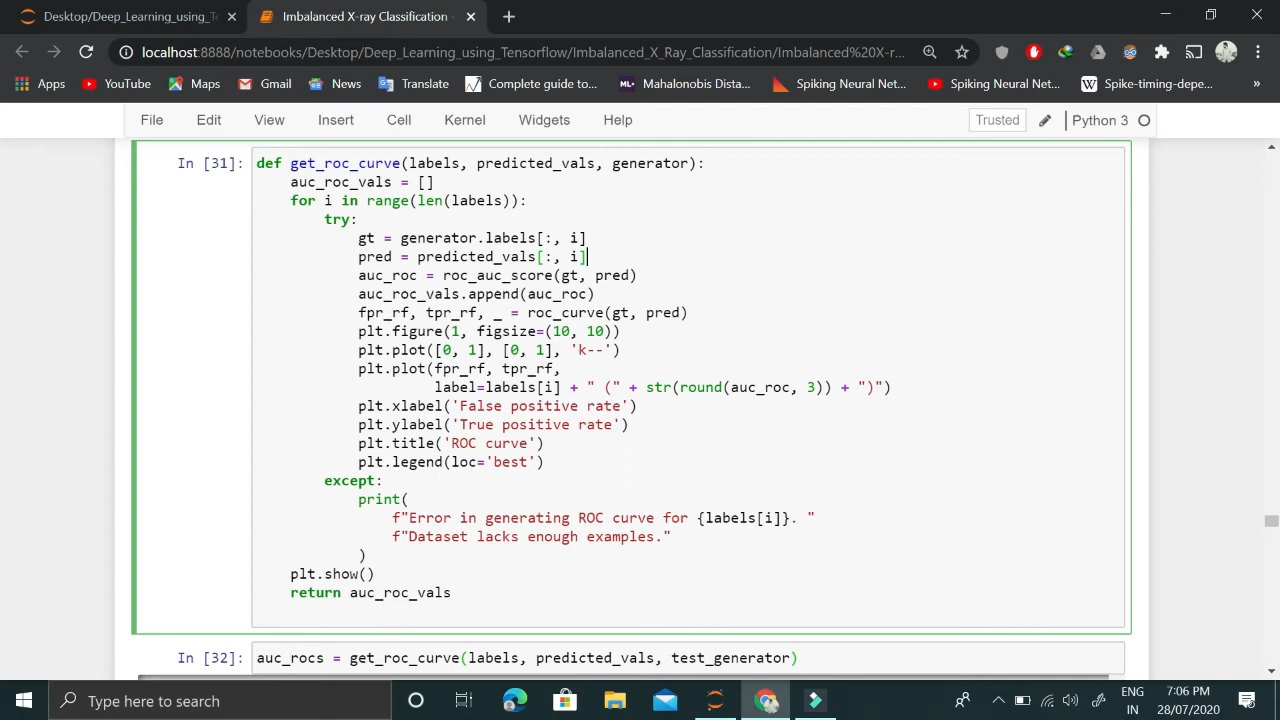 Desktop/Deep_Learning_using_Te
Imbalanced X-ray Classification -
localhost:8888/notebooks/Desktop/Deep_Learning_using_Tensorflow/Imbalanced_X_Ray_Classification/Imbalanced%20X-r...
Apps YouTube Maps Gmail News Translate Complete guide to... ML+ Mahalonobis Dista... Spiking Neural Net... Spiking Neural Net... W Spike-timing-depe... »
File Edit View Insert Cell Kernel Widgets Help Trusted Python 3
In [31]: def get_roc_curve(labels, predicted_vals, generator):
auc_roc_vals = []
for i in range(len(labels)):
try:
gt = generator.labels[:, i]
pred = predicted_vals[:, i]
auc_roc = roc_auc_score(gt, pred)
auc_roc_vals.append(auc_roc)
fpr_rf, tpr_rf, _ = roc_curve(gt, pred)
plt.figure(1, figsize=(10, 10))
plt.plot([0, 1], [0, 1], 'k--')
plt.plot(fpr_rf, tpr_rf,
label=labels[i] + " (" + str(round(auc_roc, 3)) + ")")
plt.xlabel('False positive rate')
plt.ylabel('True positive rate')
plt.title('ROC curve')
plt.legend(loc='best')
except:
print(
f"Error in generating ROC curve for {labels[i]}. "
f"Dataset lacks enough examples."
)
plt.show()
return auc_roc_vals
In [32]: auc_rocs = get_roc_curve(labels, predicted_vals, test_generator)
Type here to search
ENG
IN
7:06 PM
28/07/2020